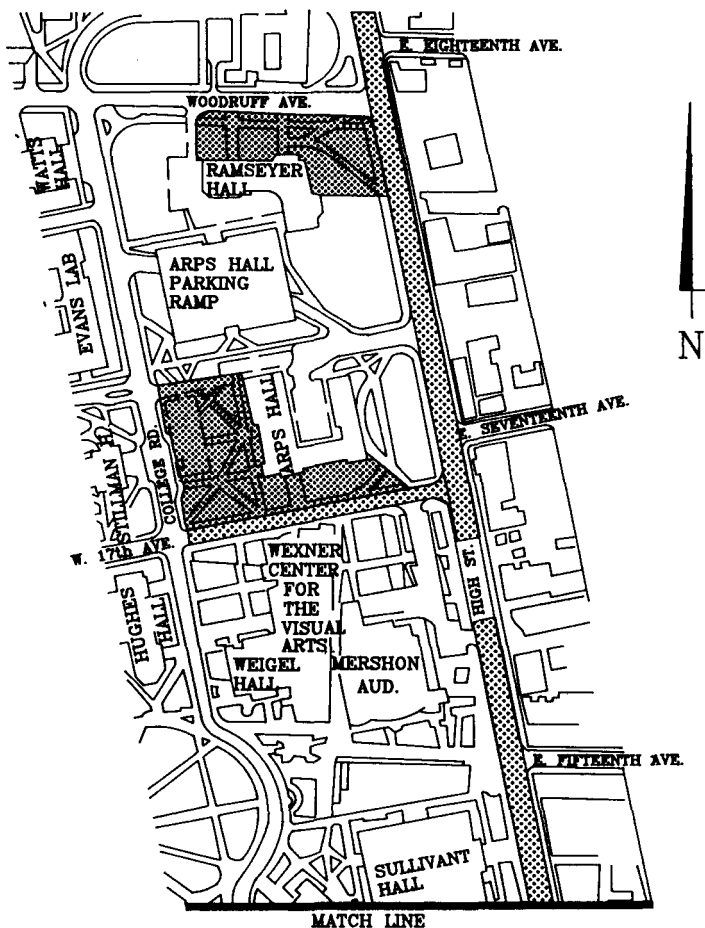 E. EIGHTEENTH AVE.
WOODRUFF AVE.
WATTS
HALL
RAMSEYER
HALL
ARPS HALL
PARKING
RAMP
EVANS LAB
N
ARPS HALL
E. SEVENTEENTH AVE.
STILLMAN H.
COLLEGE RD.
W. 17th AVE.
WEXNER
CENTER
FOR
THE
VISUAL
ARTS
HIGH ST.
HUGHES
HALL
WEIGEL
HALL
MERSHON
AUD.
E. FIFTEENTH AVE.
SULLIVANT
HALL
MATCH LINE